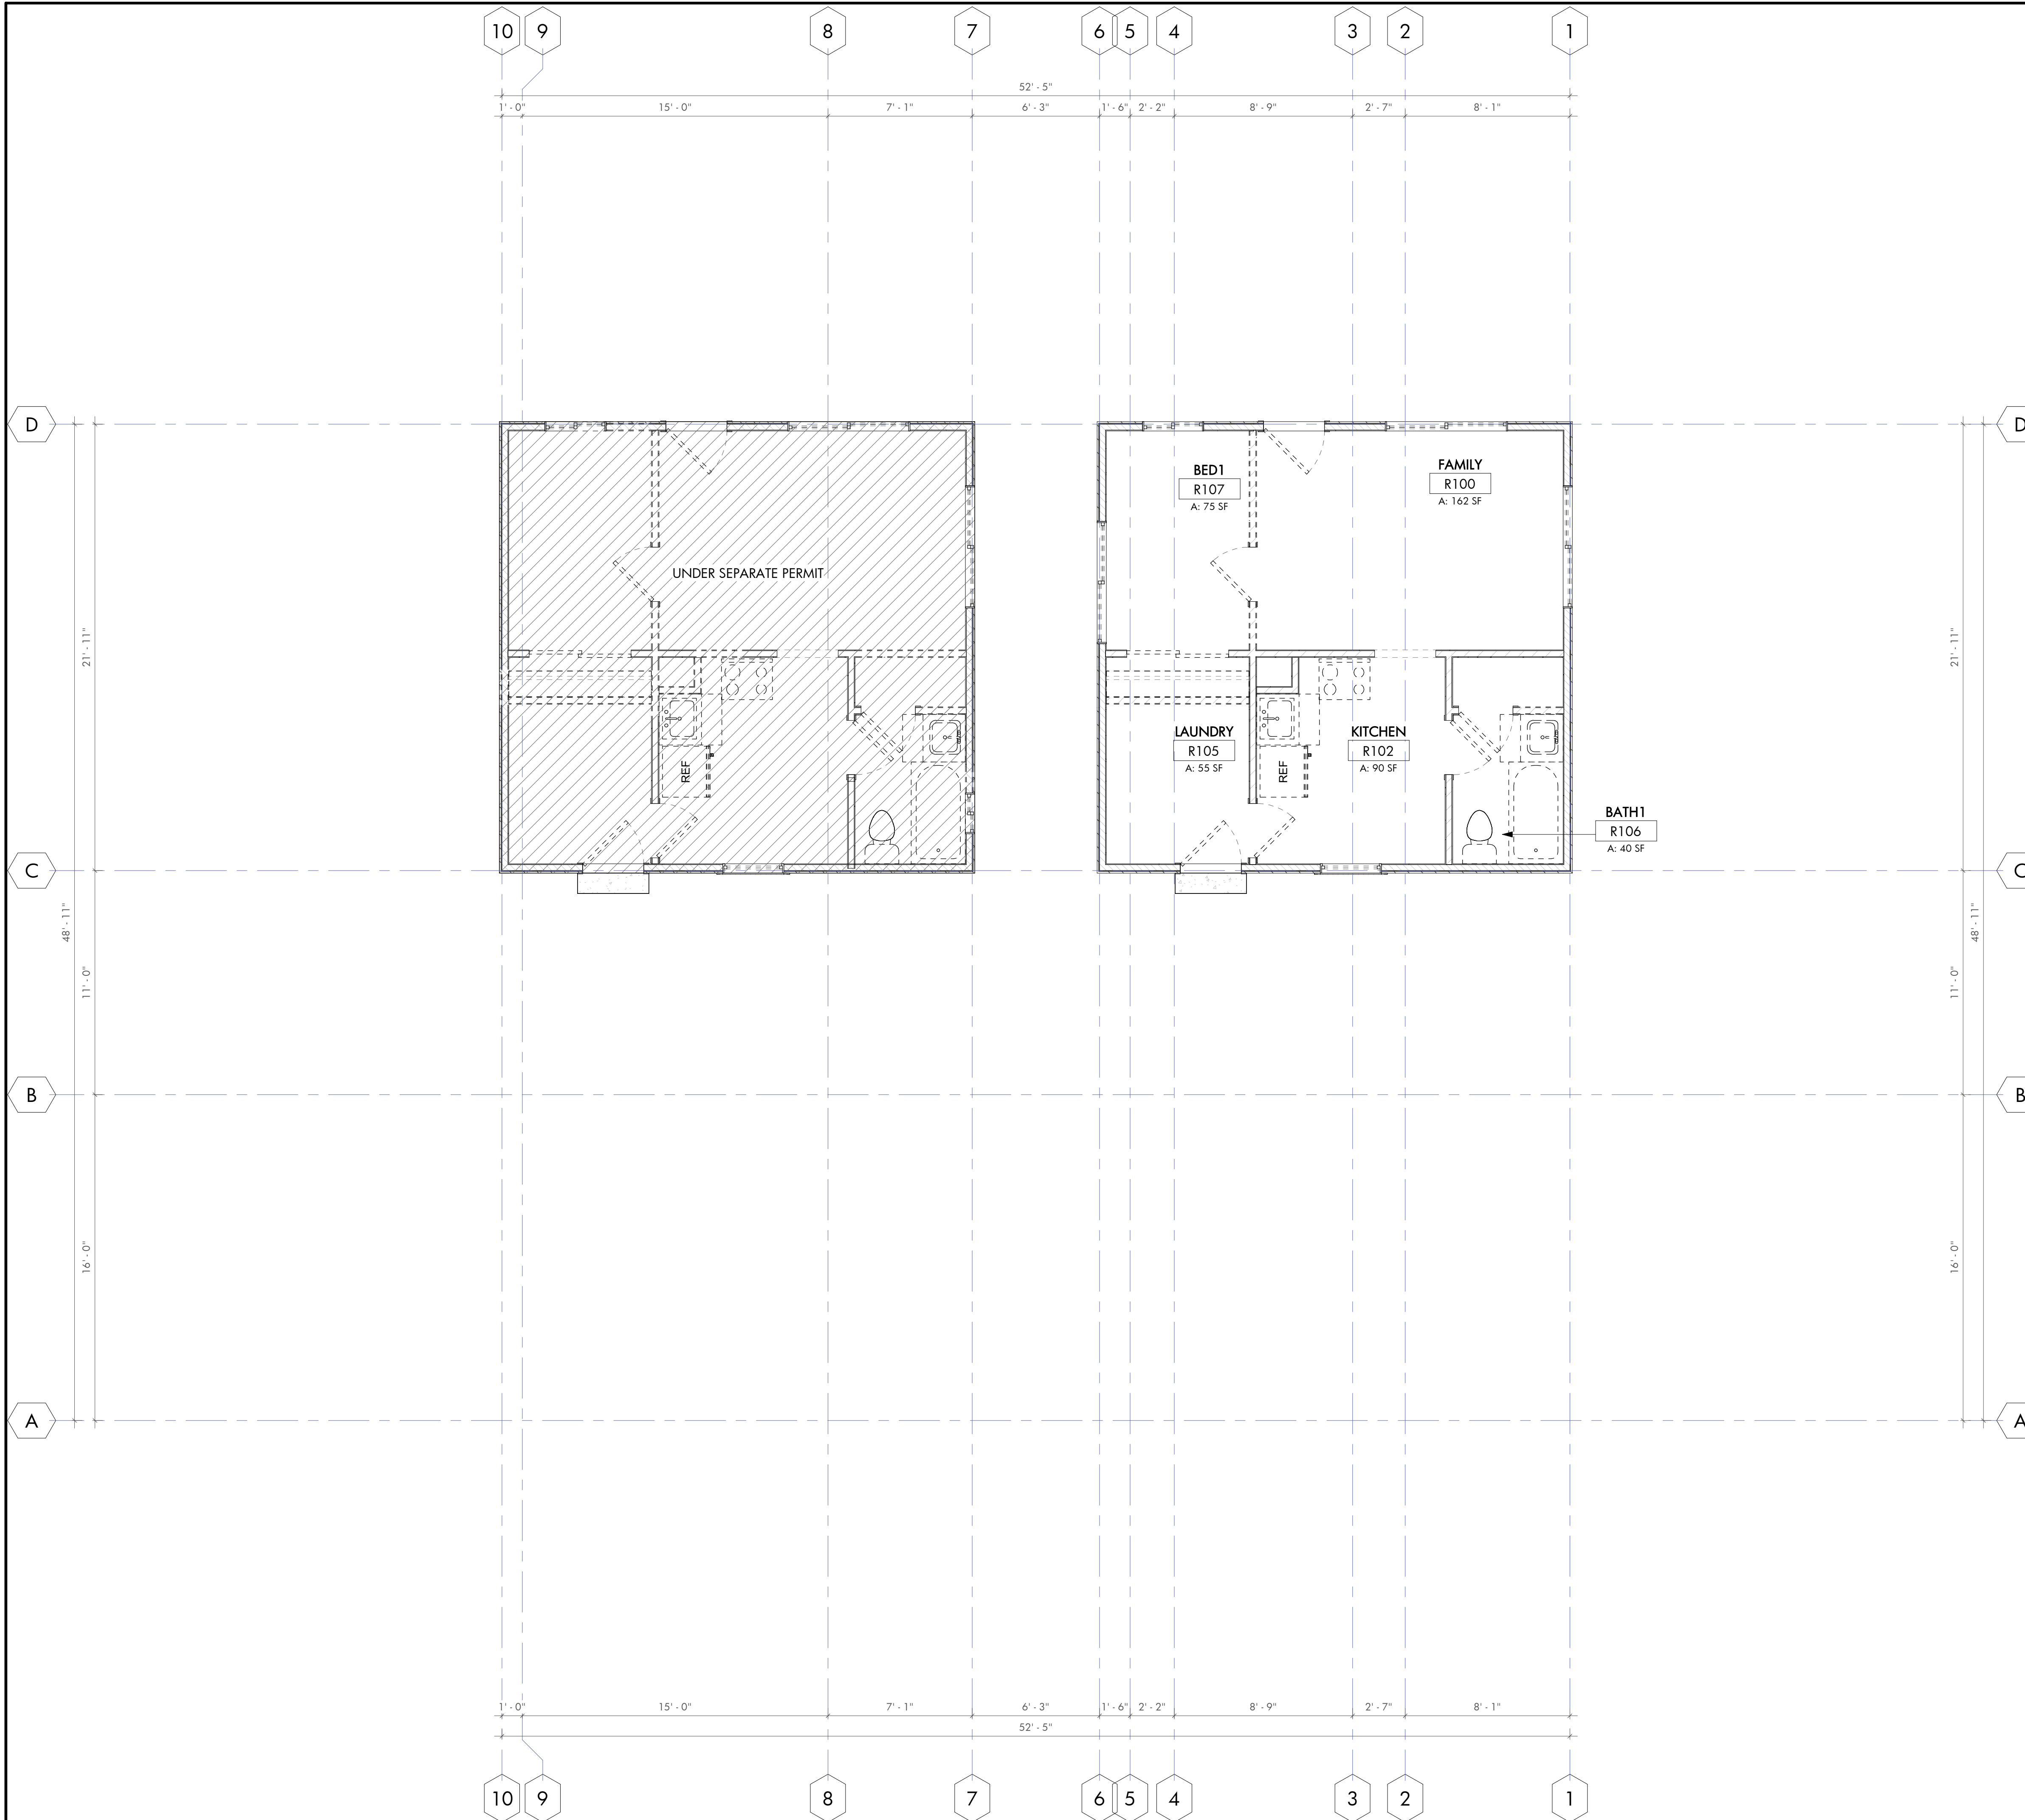 10 9 8 7 6 5 4 3 2 1
52' - 5"
1' - 0" 15' - 0" 7' - 1" 6' - 3" 1' - 6" 2' - 2" 8' - 9" 2' - 7" 8' - 1"
D D
BED1
R107
A: 75 SF
FAMILY
R100
A: 162 SF
UNDER SEPARATE PERMIT
21' - 11" 21' - 11"
LAUNDRY
R105
A: 55 SF
KITCHEN
R102
A: 90 SF
REF REF
BATH1
R106
A: 40 SF
C C
48' - 11" 48' - 11"
11' - 0" 11' - 0"
B B
16' - 0" 16' - 0"
A A
1' - 0" 15' - 0" 7' - 1" 6' - 3" 1' - 6" 2' - 2" 8' - 9" 2' - 7" 8' - 1"
52' - 5"
10 9 8 7 6 5 4 3 2 1